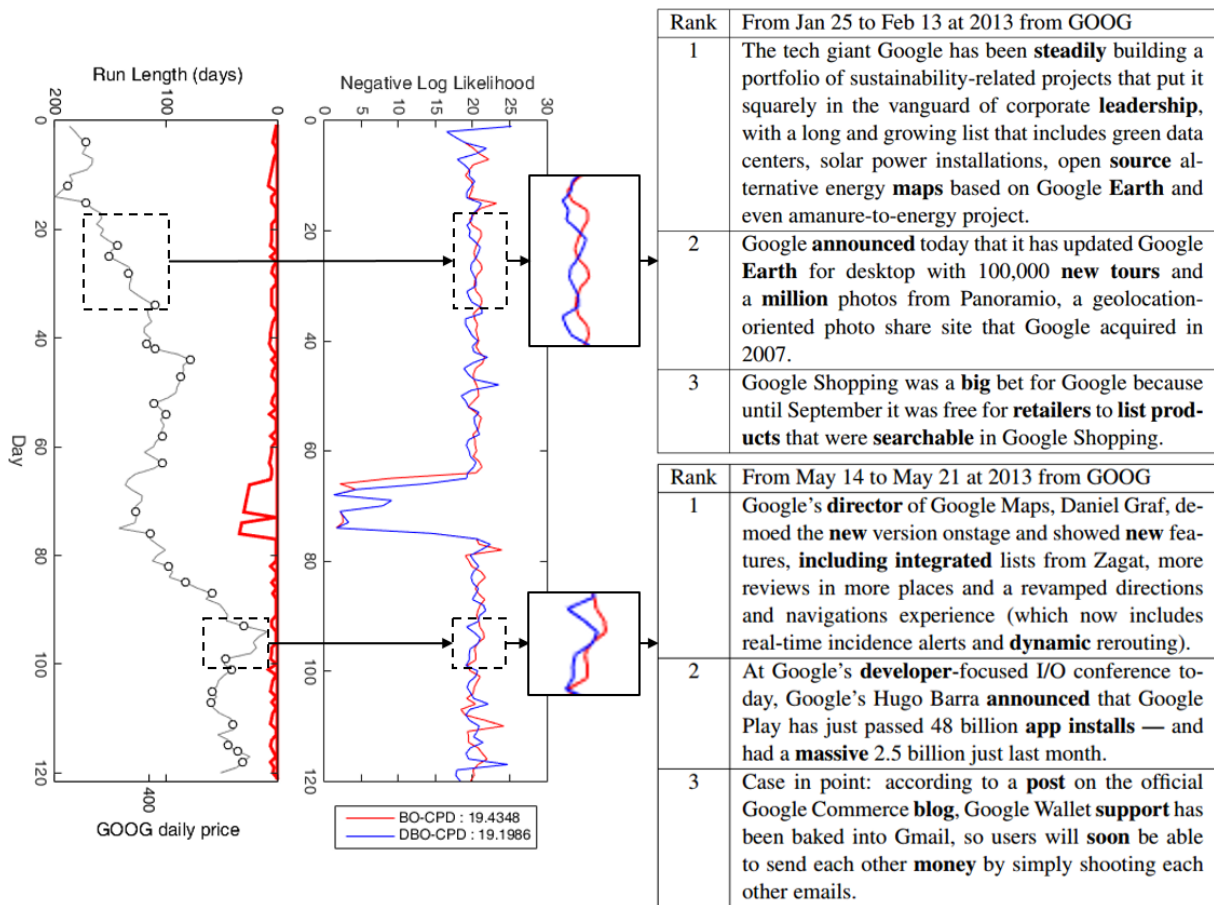 Run Length (days)
200
100
0
0
20
40
60
80
100
120
Day
400
GOOG daily price
Negative Log Likelihood
0
5
10
15
20
25
30
0
20
40
60
80
100
120
BO-CPD : 19.4348
DBO-CPD : 19.1986
Rank From Jan 25 to Feb 13 at 2013 from GOOG
1 The tech giant Google has been steadily building a
portfolio of sustainability-related projects that put it
squarely in the vanguard of corporate leadership,
with a long and growing list that includes green data
centers, solar power installations, open source al-
ternative energy maps based on Google Earth and
even amanure-to-energy project.
2 Google announced today that it has updated Google
Earth for desktop with 100,000 new tours and
a million photos from Panoramio, a geolocation-
oriented photo share site that Google acquired in
2007.
3 Google Shopping was a big bet for Google because
until September it was free for retailers to list prod-
ucts that were searchable in Google Shopping.
Rank From May 14 to May 21 at 2013 from GOOG
1 Google's director of Google Maps, Daniel Graf, de-
moed the new version onstage and showed new fea-
tures, including integrated lists from Zagat, more
reviews in more places and a revamped directions
and navigations experience (which now includes
real-time incidence alerts and dynamic rerouting).
2 At Google's developer-focused I/O conference to-
day, Google's Hugo Barra announced that Google
Play has just passed 48 billion app installs — and
had a massive 2.5 billion just last month.
3 Case in point: according to a post on the official
Google Commerce blog, Google Wallet support has
been baked into Gmail, so users will soon be able
to send each other money by simply shooting each
other emails.